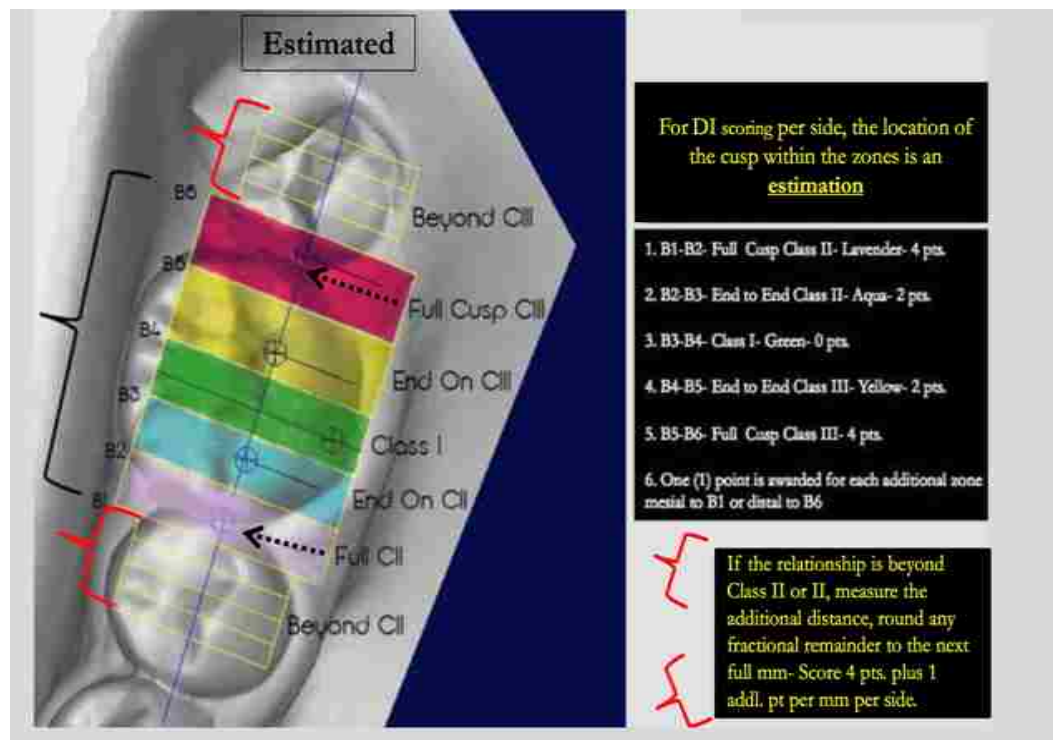 Estimated
For DI scoring per side, the location of
the cusp within the zones is an
estimation
B6
Beyond CIII
B5
Full Cusp CIII
B4
End On CIII
B3
Class I
B2
End On CII
B1
Full CII
Beyond CII
1. B1-B2- Full Cusp Class II- Lavender- 4 pts.
2. B2-B3- End to End Class II- Aqua- 2 pts.
3. B3-B4- Class I- Green- 0 pts.
4. B4-B5- End to End Class III- Yellow- 2 pts.
5. B5-B6- Full Cusp Class III- 4 pts.
6. One (1) point is awarded for each additional zone
mesial to B1 or distal to B6
If the relationship is beyond
Class II or II, measure the
additional distance, round any
fractional remainder to the next
full mm- Score 4 pts. plus 1
addl. pt per mm per side.